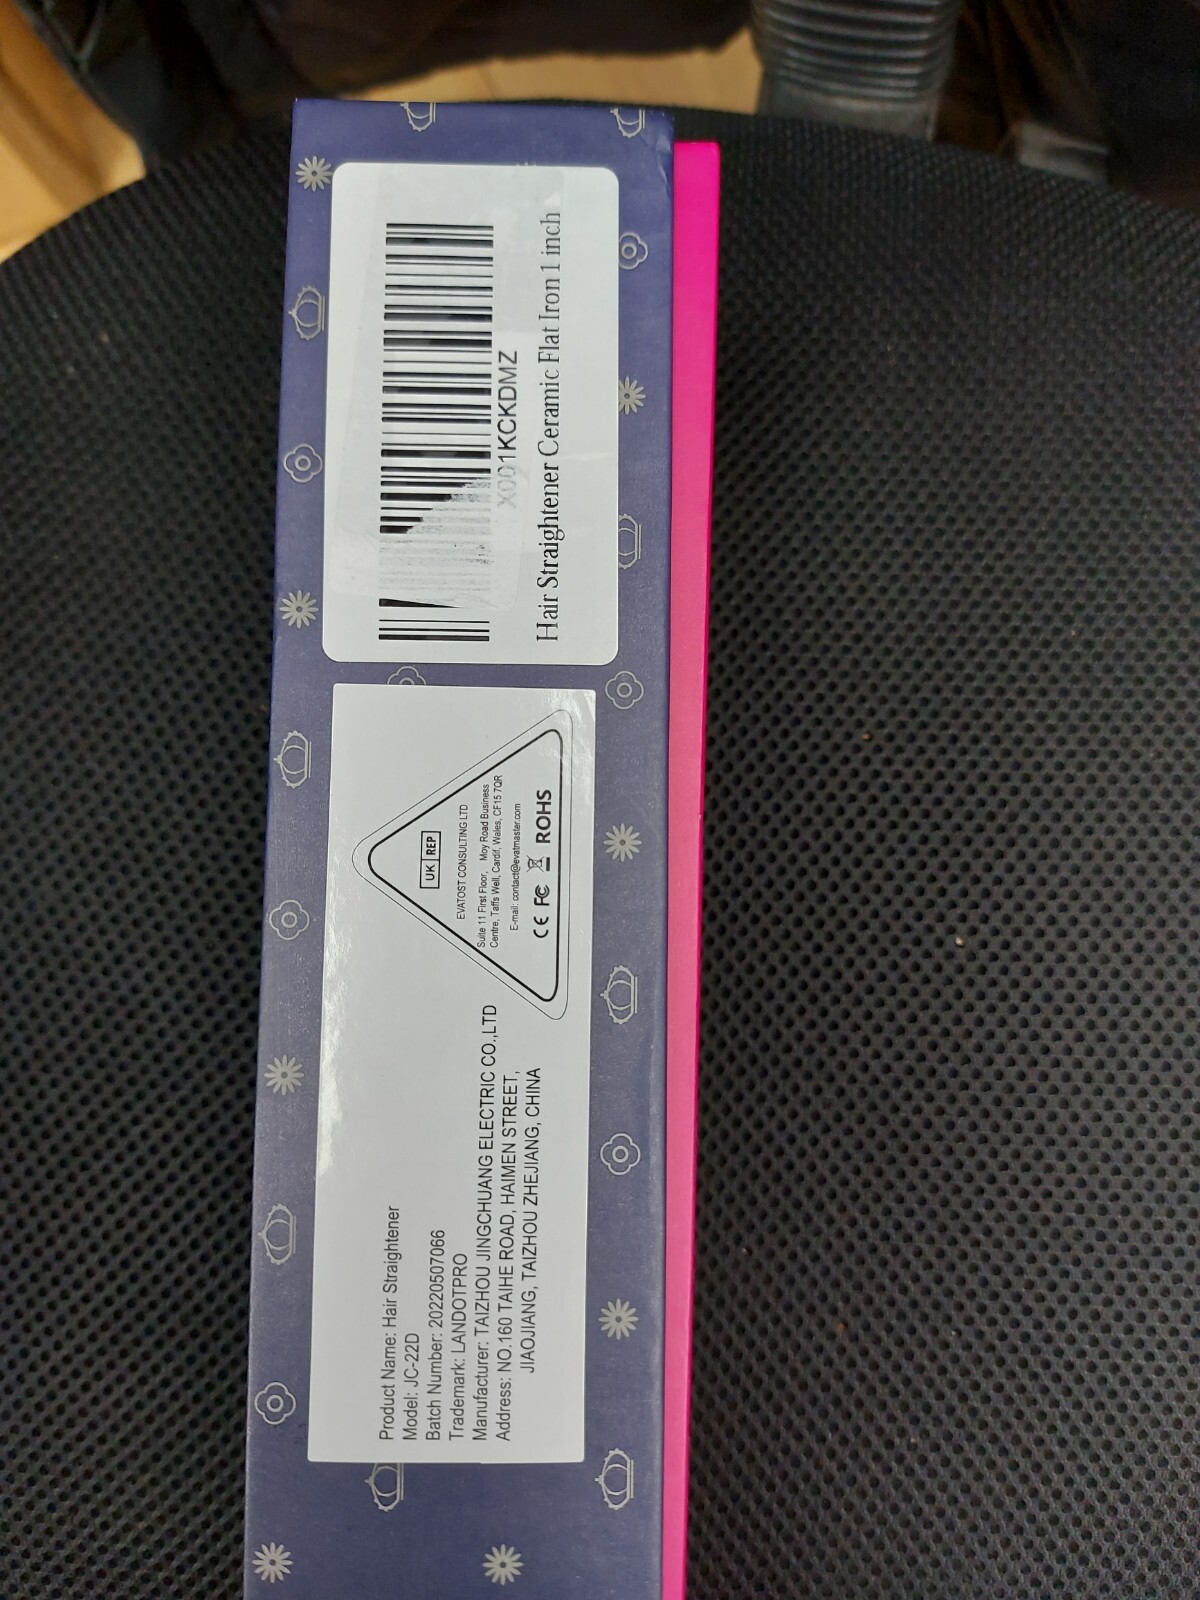 X001KCKDMZ
Hair Straightener Ceramic Flat Iron 1 inch
Product Name: Hair Straightener
Model: JC-22D
Batch Number: 20220507066
Trademark: LANDOTPRO
Manufacturer: TAIZHOU JINGCHUANG ELECTRIC CO.,LTD
Address: NO.160 TAIHE ROAD, HAIMEN STREET,
JIAOJIANG, TAIZHOU ZHEJIANG, CHINA
UK REP
EVATOST CONSULTING LTD
Suite 11 First Floor, Moy Road Business
Centre, Taffs Well, Cardif, Wales, CF15 7QR
E-mail: contact@evatmaster.com
CE FC ROHS